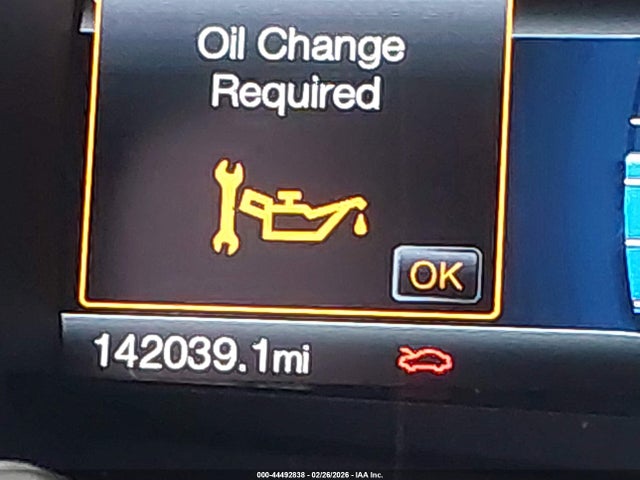 Oil Change
Required
OK
142039.1mi
000-44492838 - 02/26/2026 - IAA Inc.